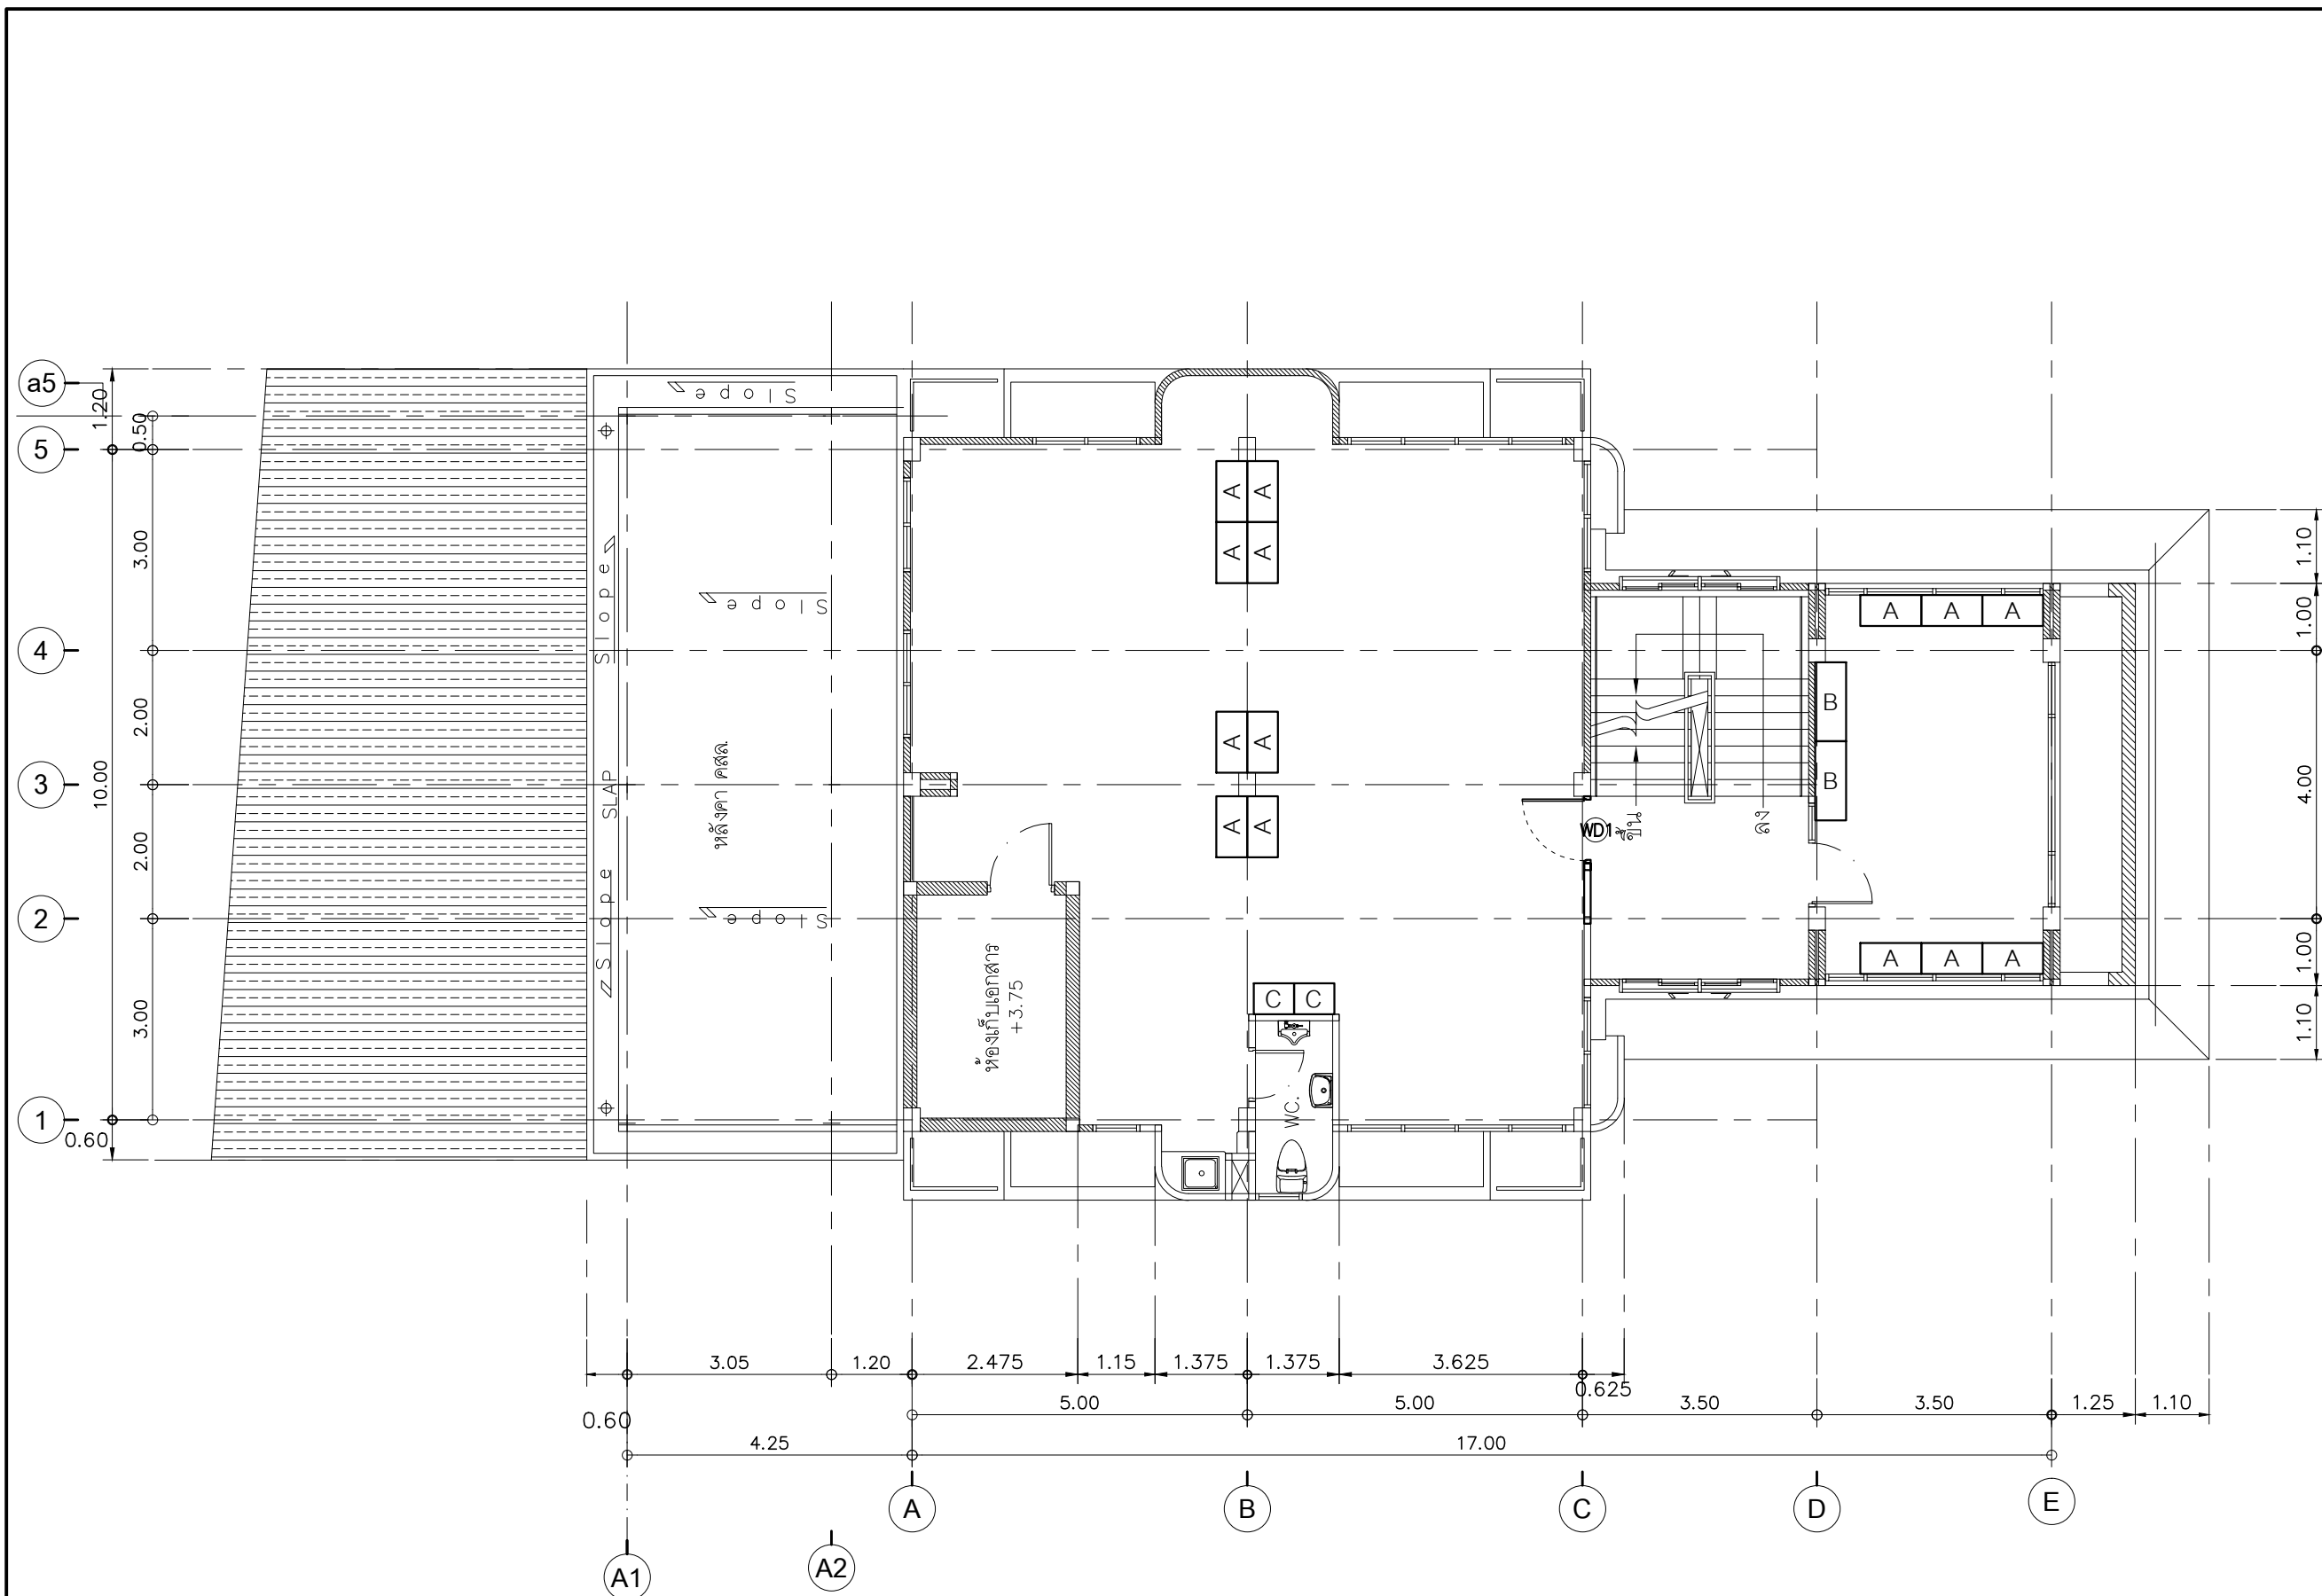 a5
5
4
3
2
1
1.20
0.50
3.00
2.00
10.00
2.00
3.00
0.60
Slope
Slope
Slope
Slope
SLAP
Slope
หลังคา คสล.
A A
A A
A A
A A
ห้องเก็บเอกสาร
+3.75
C C
WC.
WD1
ขึ้น
ลง
A A A
B
B
A A A
1.10
1.00
4.00
1.00
1.10
3.05 1.20 2.475 1.15 1.375 1.375 3.625
0.625
0.60
5.00 5.00 3.50 3.50 1.25 1.10
4.25 17.00
A B C D E
A1 A2